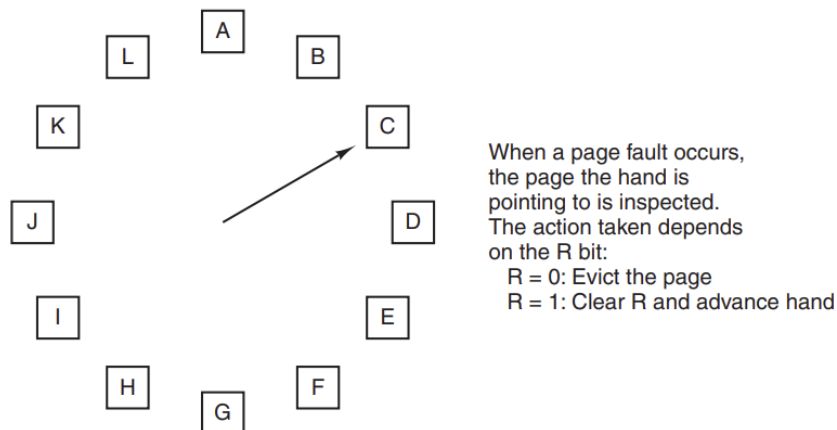 A
B
C
D
E
F
G
H
I
J
K
L
When a page fault occurs,
the page the hand is
pointing to is inspected.
The action taken depends
on the R bit:
R = 0: Evict the page
R = 1: Clear R and advance hand